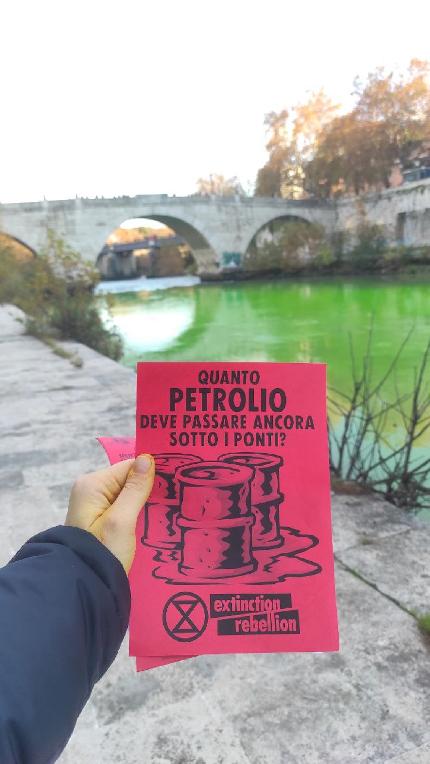 QUANTO
PETROLIO
DEVE PASSARE ANCORA
SOTTO I PONTI?
extinction
rebellion